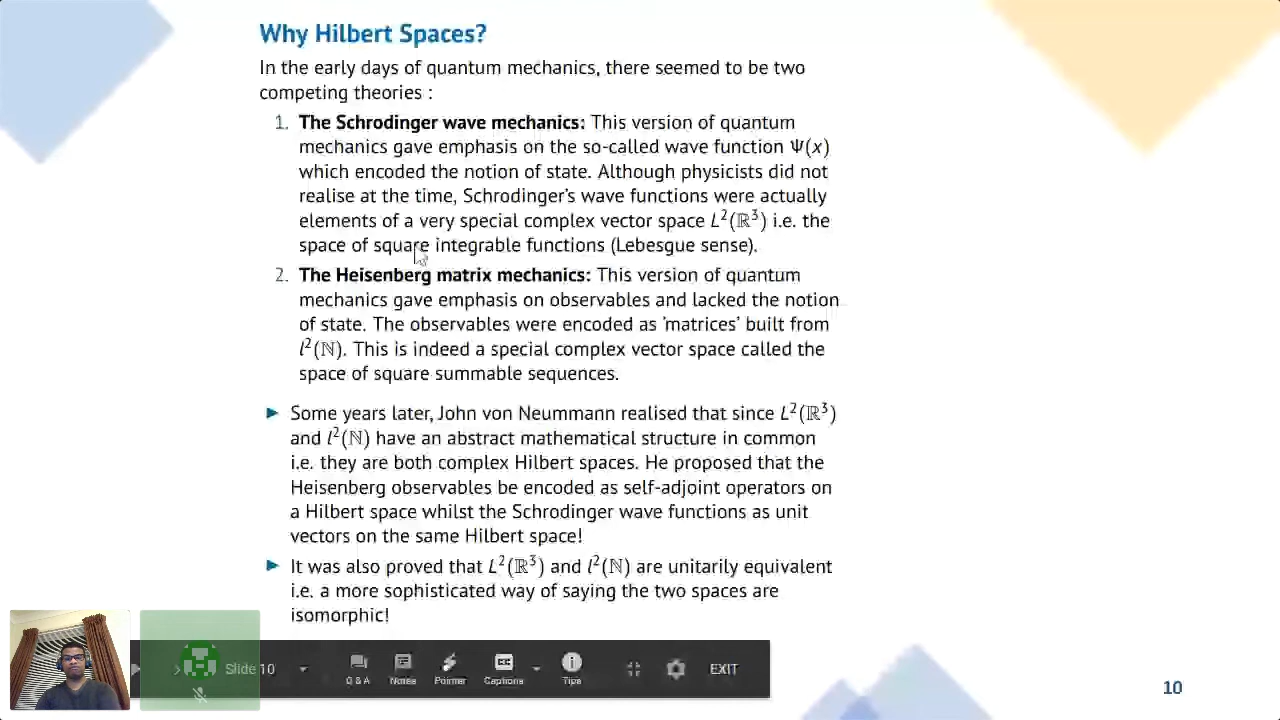 Why Hilbert Spaces?
In the early days of quantum mechanics, there seemed to be two
competing theories :
1. The Schrodinger wave mechanics: This version of quantum
mechanics gave emphasis on the so-called wave function Ψ(x)
which encoded the notion of state. Although physicists did not
realise at the time, Schrodinger's wave functions were actually
elements of a very special complex vector space L²(ℝ³) i.e. the
space of square integrable functions (Lebesgue sense).
2. The Heisenberg matrix mechanics: This version of quantum
mechanics gave emphasis on observables and lacked the notion
of state. The observables were encoded as 'matrices' built from
l²(ℕ). This is indeed a special complex vector space called the
space of square summable sequences.
▶ Some years later, John von Neummann realised that since L²(ℝ³)
and l²(ℕ) have an abstract mathematical structure in common
i.e. they are both complex Hilbert spaces. He proposed that the
Heisenberg observables be encoded as self-adjoint operators on
a Hilbert space whilst the Schrodinger wave functions as unit
vectors on the same Hilbert space!
▶ It was also proved that L²(ℝ³) and l²(ℕ) are unitarily equivalent
i.e. a more sophisticated way of saying the two spaces are
isomorphic!
Slide 10
Q & A
Notes
Pointer
Captions
Tips
EXIT
10